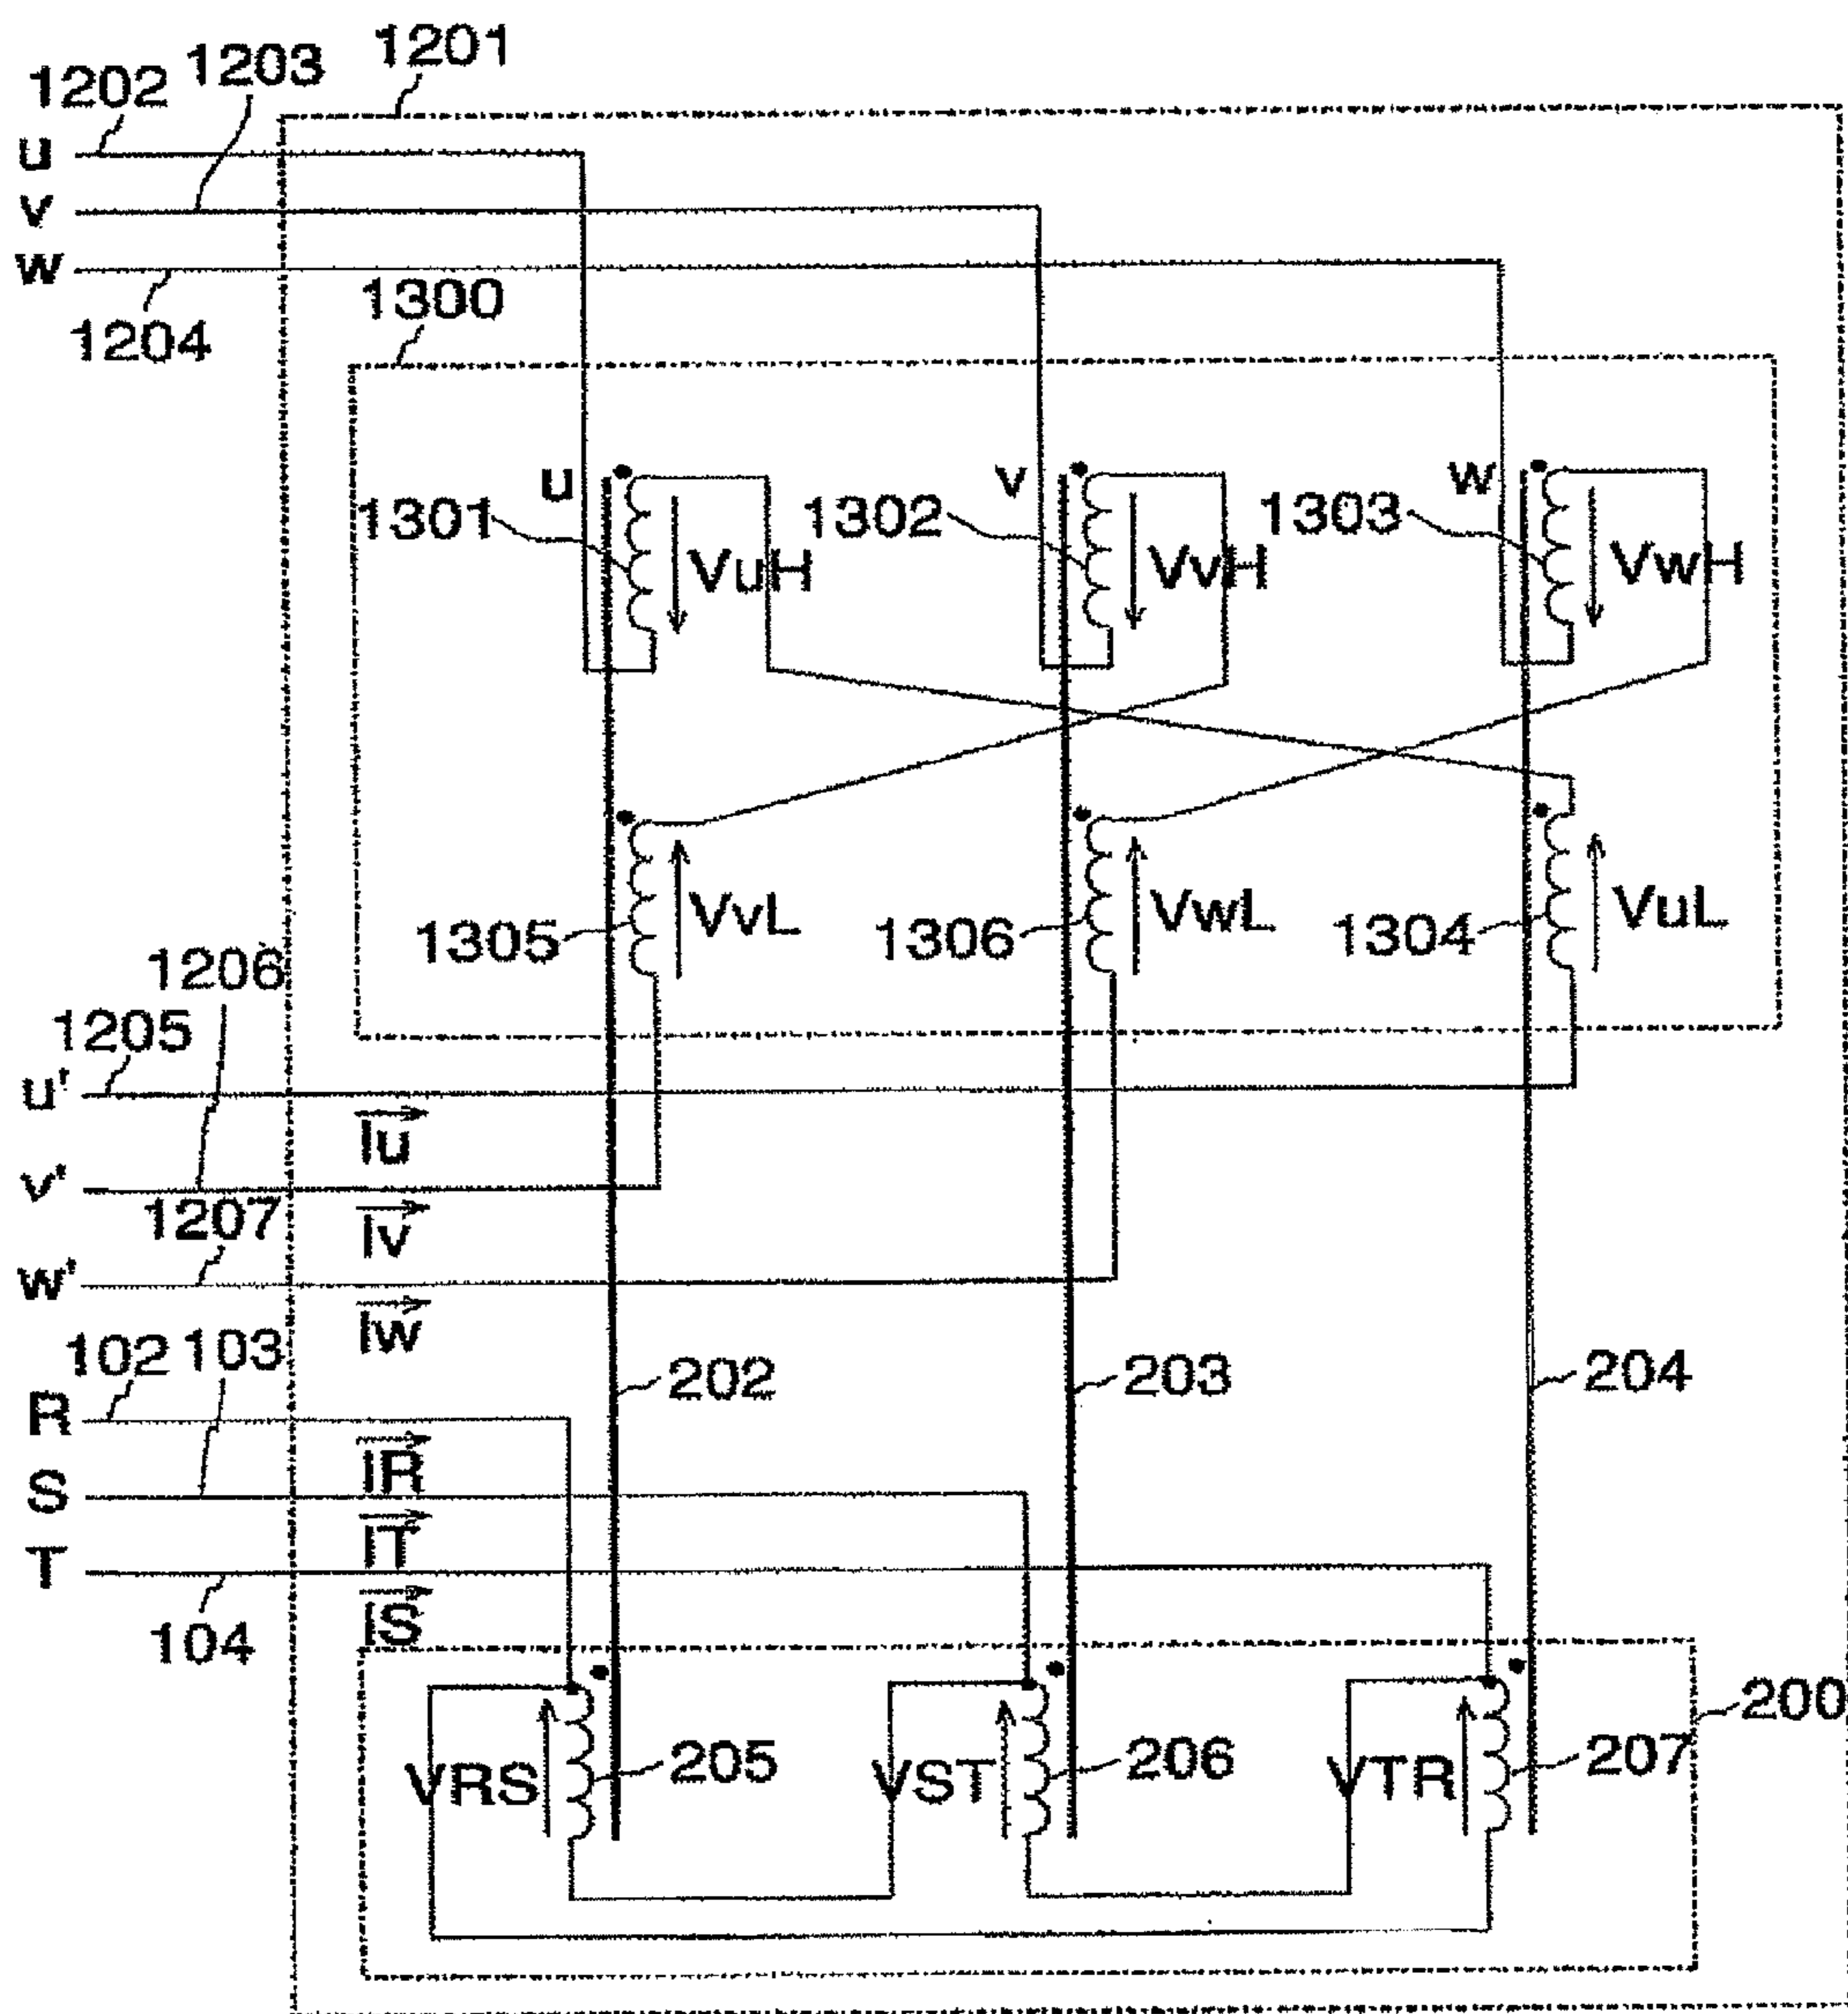 1201
1202
1203
u
v
w
1204
1300
u
v
w
1301
1302
1303
VuH
VvH
VwH
1305
VvL
1306
VwL
1304
VuL
1206
1205
u'
Iu
v'
1207
Iv
w'
Iw
102
103
202
203
204
R
IR
S
IT
T
IS
104
200
VRS
205
VST
206
VTR
207